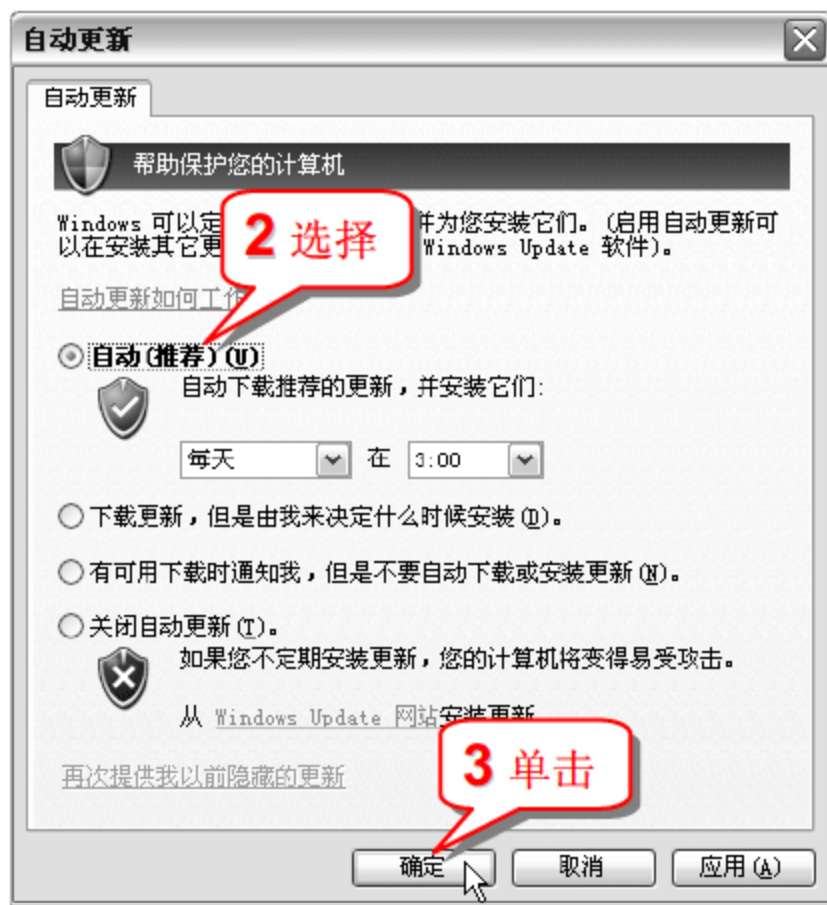 自动更新
自动更新
帮助保护您的计算机
Windows 可以定
并为您安装它们。(启用自动更新可
以在安装其它更
Windows Update 软件)。
2 选择
自动更新如何工作
自动(推荐)(U)
自动下载推荐的更新，并安装它们:
每天 在 3:00
下载更新，但是由我来决定什么时候安装(D)。
有可用下载时通知我，但是不要自动下载或安装更新(N)。
关闭自动更新(T)。
如果您不定期安装更新，您的计算机将变得易受攻击。
从 Windows Update 网站安装更新
3 单击
再次提供我以前隐藏的更新
确定 取消 应用(A)